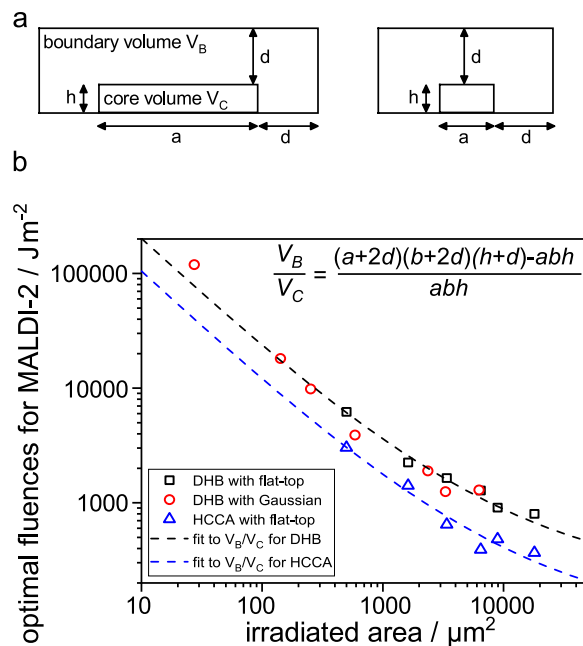 a
boundary volume V_B
d
h
core volume V_C
a
d
d
h
a
d
b
optimal fluences for MALDI-2 / Jm⁻²
100000
10000
1000
V_B/V_C = (a+2d)(b+2d)(h+d)-abh / abh
DHB with flat-top
DHB with Gaussian
HCCA with flat-top
fit to V_B/V_C for DHB
fit to V_B/V_C for HCCA
10
100
1000
10000
irradiated area / µm²